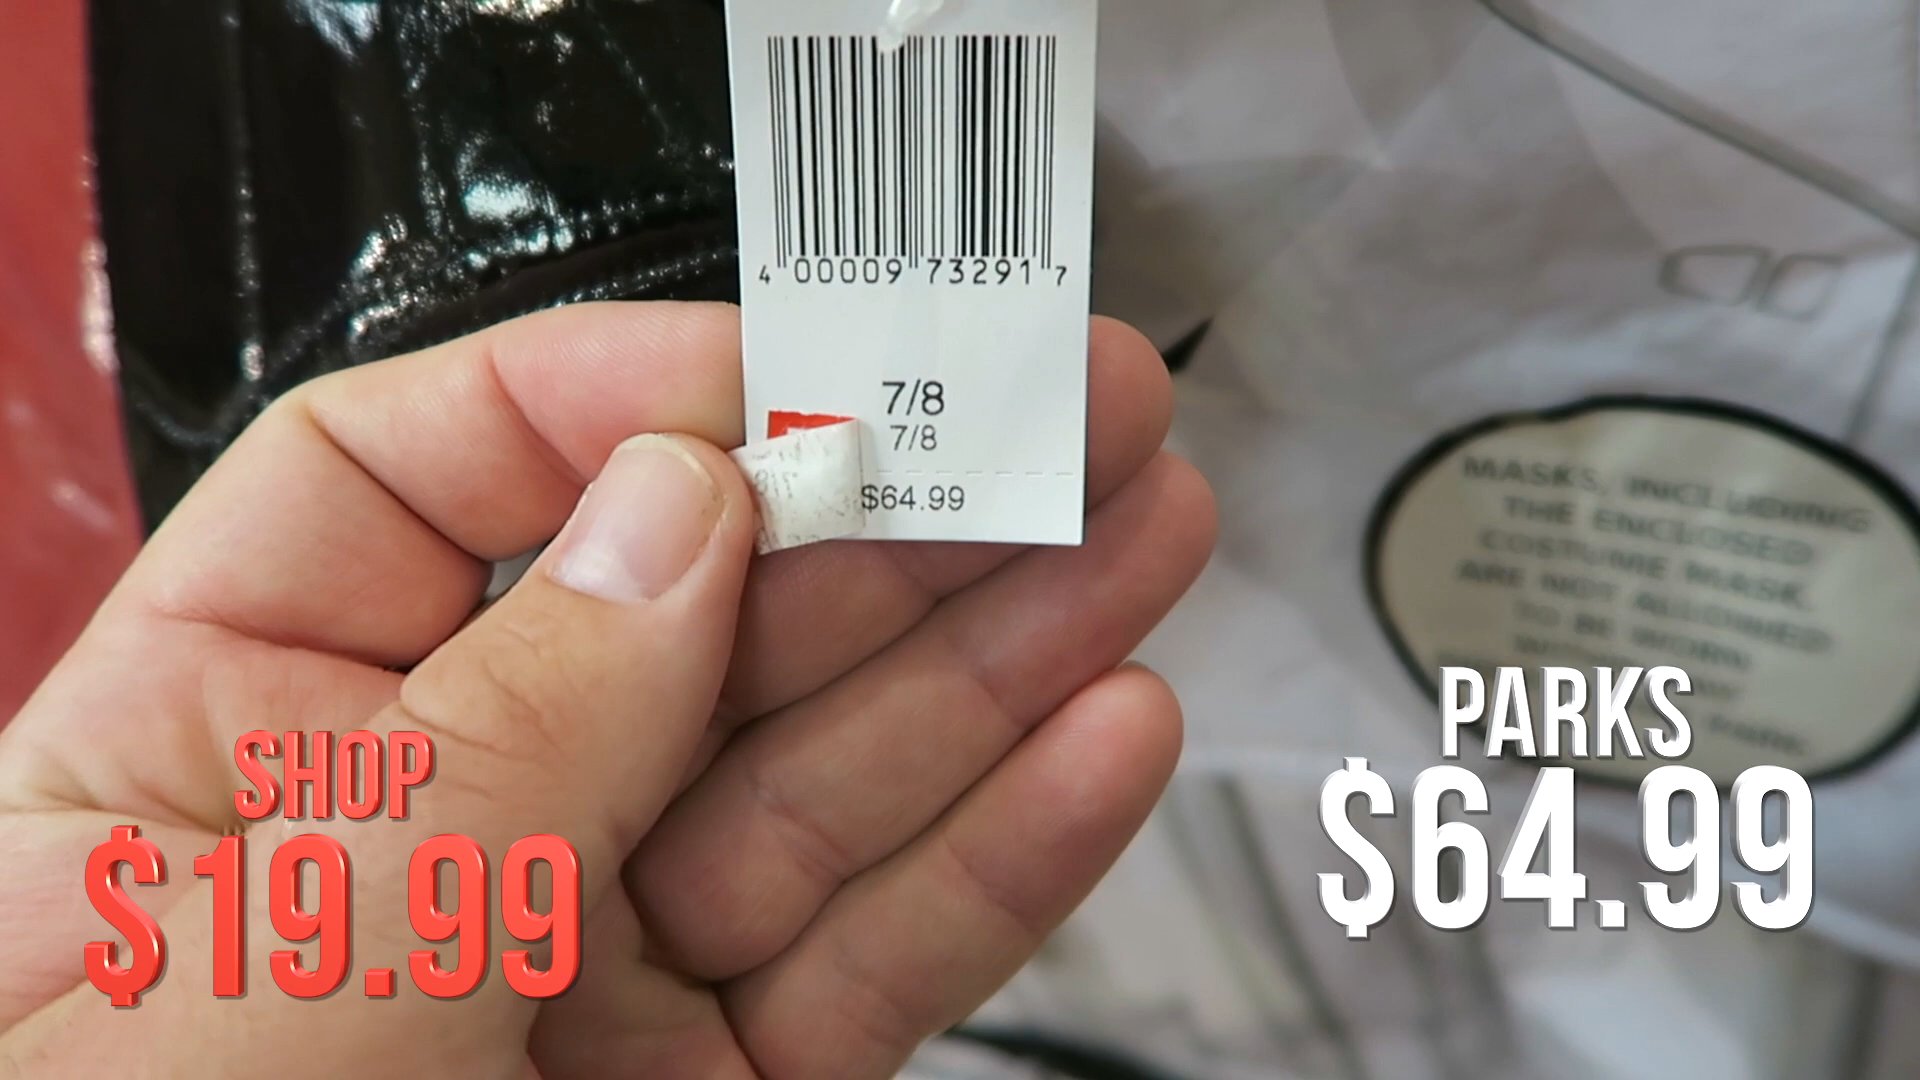 4 00009 73291 7
7/8
7/8
$64.99
MASKS, INCLUDING
THE ENCLOSED
COSTUME MASK,
ARE NOT ALLOWED
TO BE WORN
PARKS
$64.99
SHOP
$19.99